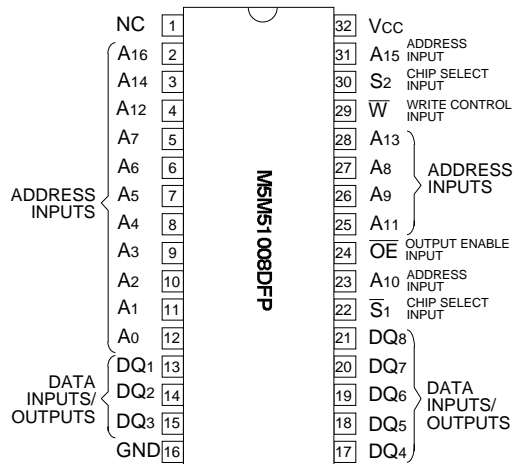 NC 1
A16 2
A14 3
A12 4
A7 5
A6 6
A5 7
A4 8
A3 9
A2 10
A1 11
A0 12
DQ1 13
DQ2 14
DQ3 15
GND 16
ADDRESS
INPUTS
DATA
INPUTS/
OUTPUTS
M5M51008DFP
32 VCC
31 A15 ADDRESS
INPUT
30 S2 CHIP SELECT
INPUT
29 W̅ WRITE CONTROL
INPUT
28 A13
27 A8
26 A9
25 A11
ADDRESS
INPUTS
24 O̅E̅ OUTPUT ENABLE
INPUT
23 A10 ADDRESS
INPUT
22 S̅1 CHIP SELECT
INPUT
21 DQ8
20 DQ7
19 DQ6
18 DQ5
17 DQ4
DATA
INPUTS/
OUTPUTS